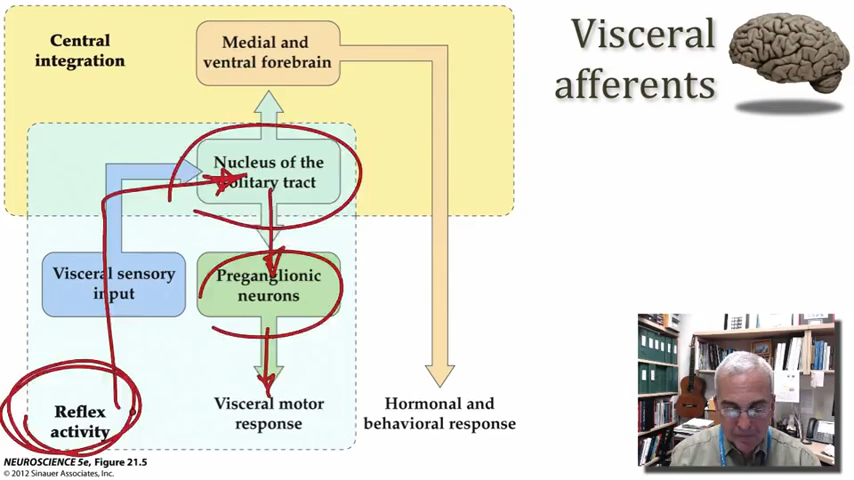 Central
integration
Medial and
ventral forebrain
Visceral
afferents
Nucleus of the
solitary tract
Visceral sensory
input
Preganglionic
neurons
Reflex
activity
Visceral motor
response
Hormonal and
behavioral response
NEUROSCIENCE 5e, Figure 21.5
© 2012 Sinauer Associates, Inc.